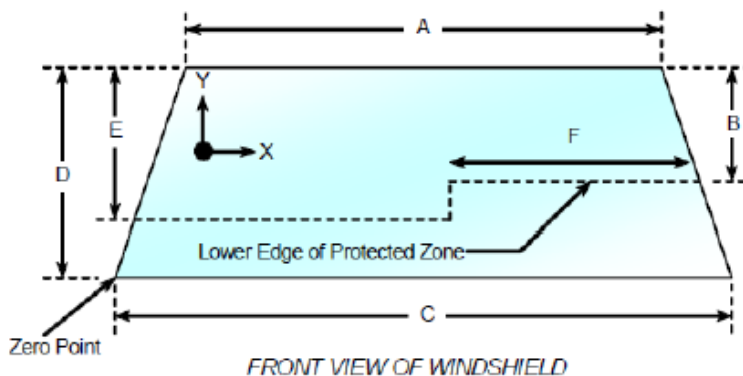 A
Y
B
E
X
F
D
Lower Edge of Protected Zone
C
Zero Point
FRONT VIEW OF WINDSHIELD